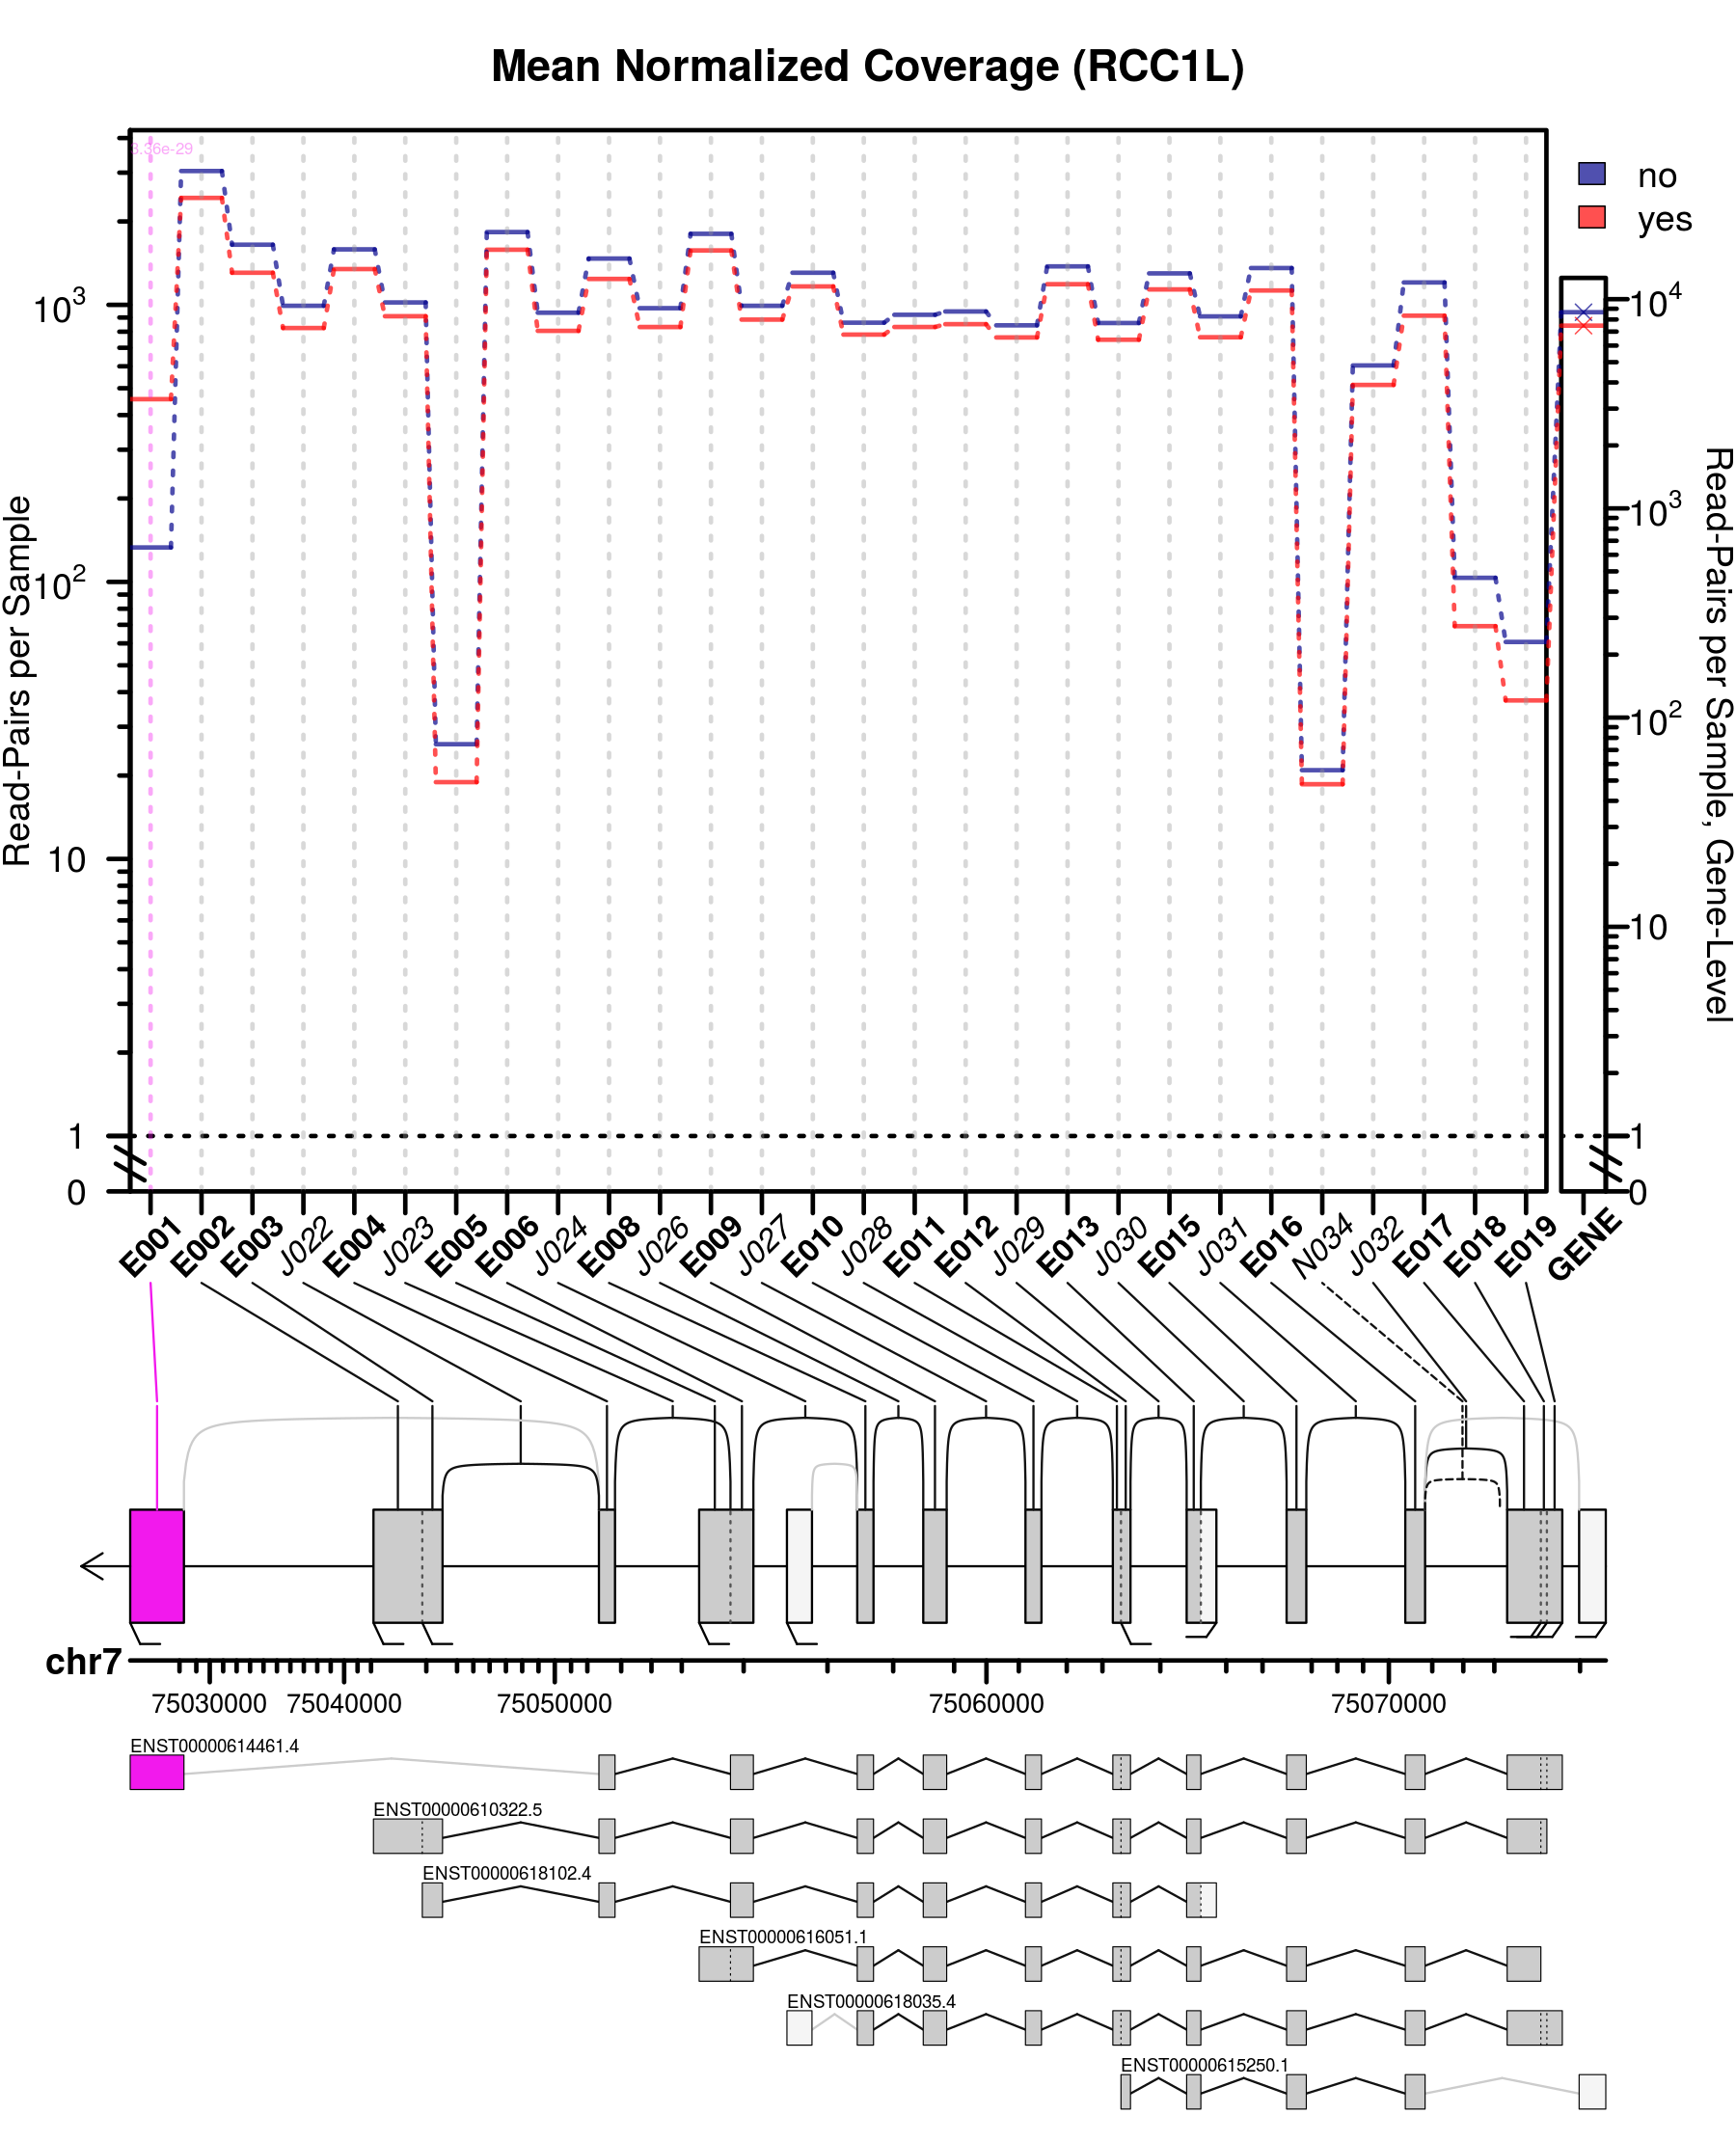 Mean Normalized Coverage (RCC1L)
3.36e-29
no
yes
Read-Pairs per Sample
10³
10²
10
1
0
10⁴
10³
10²
10
1
0
Read-Pairs per Sample, Gene-Level
E001 E002 E003 J022 E004 J023 E005 E006 J024 E008 J026 E009 J027 E010 J028 E011 E012 J029 E013 J030 E015 J031 E016 N034 J032 E017 E018 E019 GENE
chr7
75030000 75040000 75050000 75060000 75070000
ENST00000614461.4
ENST00000610322.5
ENST00000618102.4
ENST00000616051.1
ENST00000618035.4
ENST00000615250.1